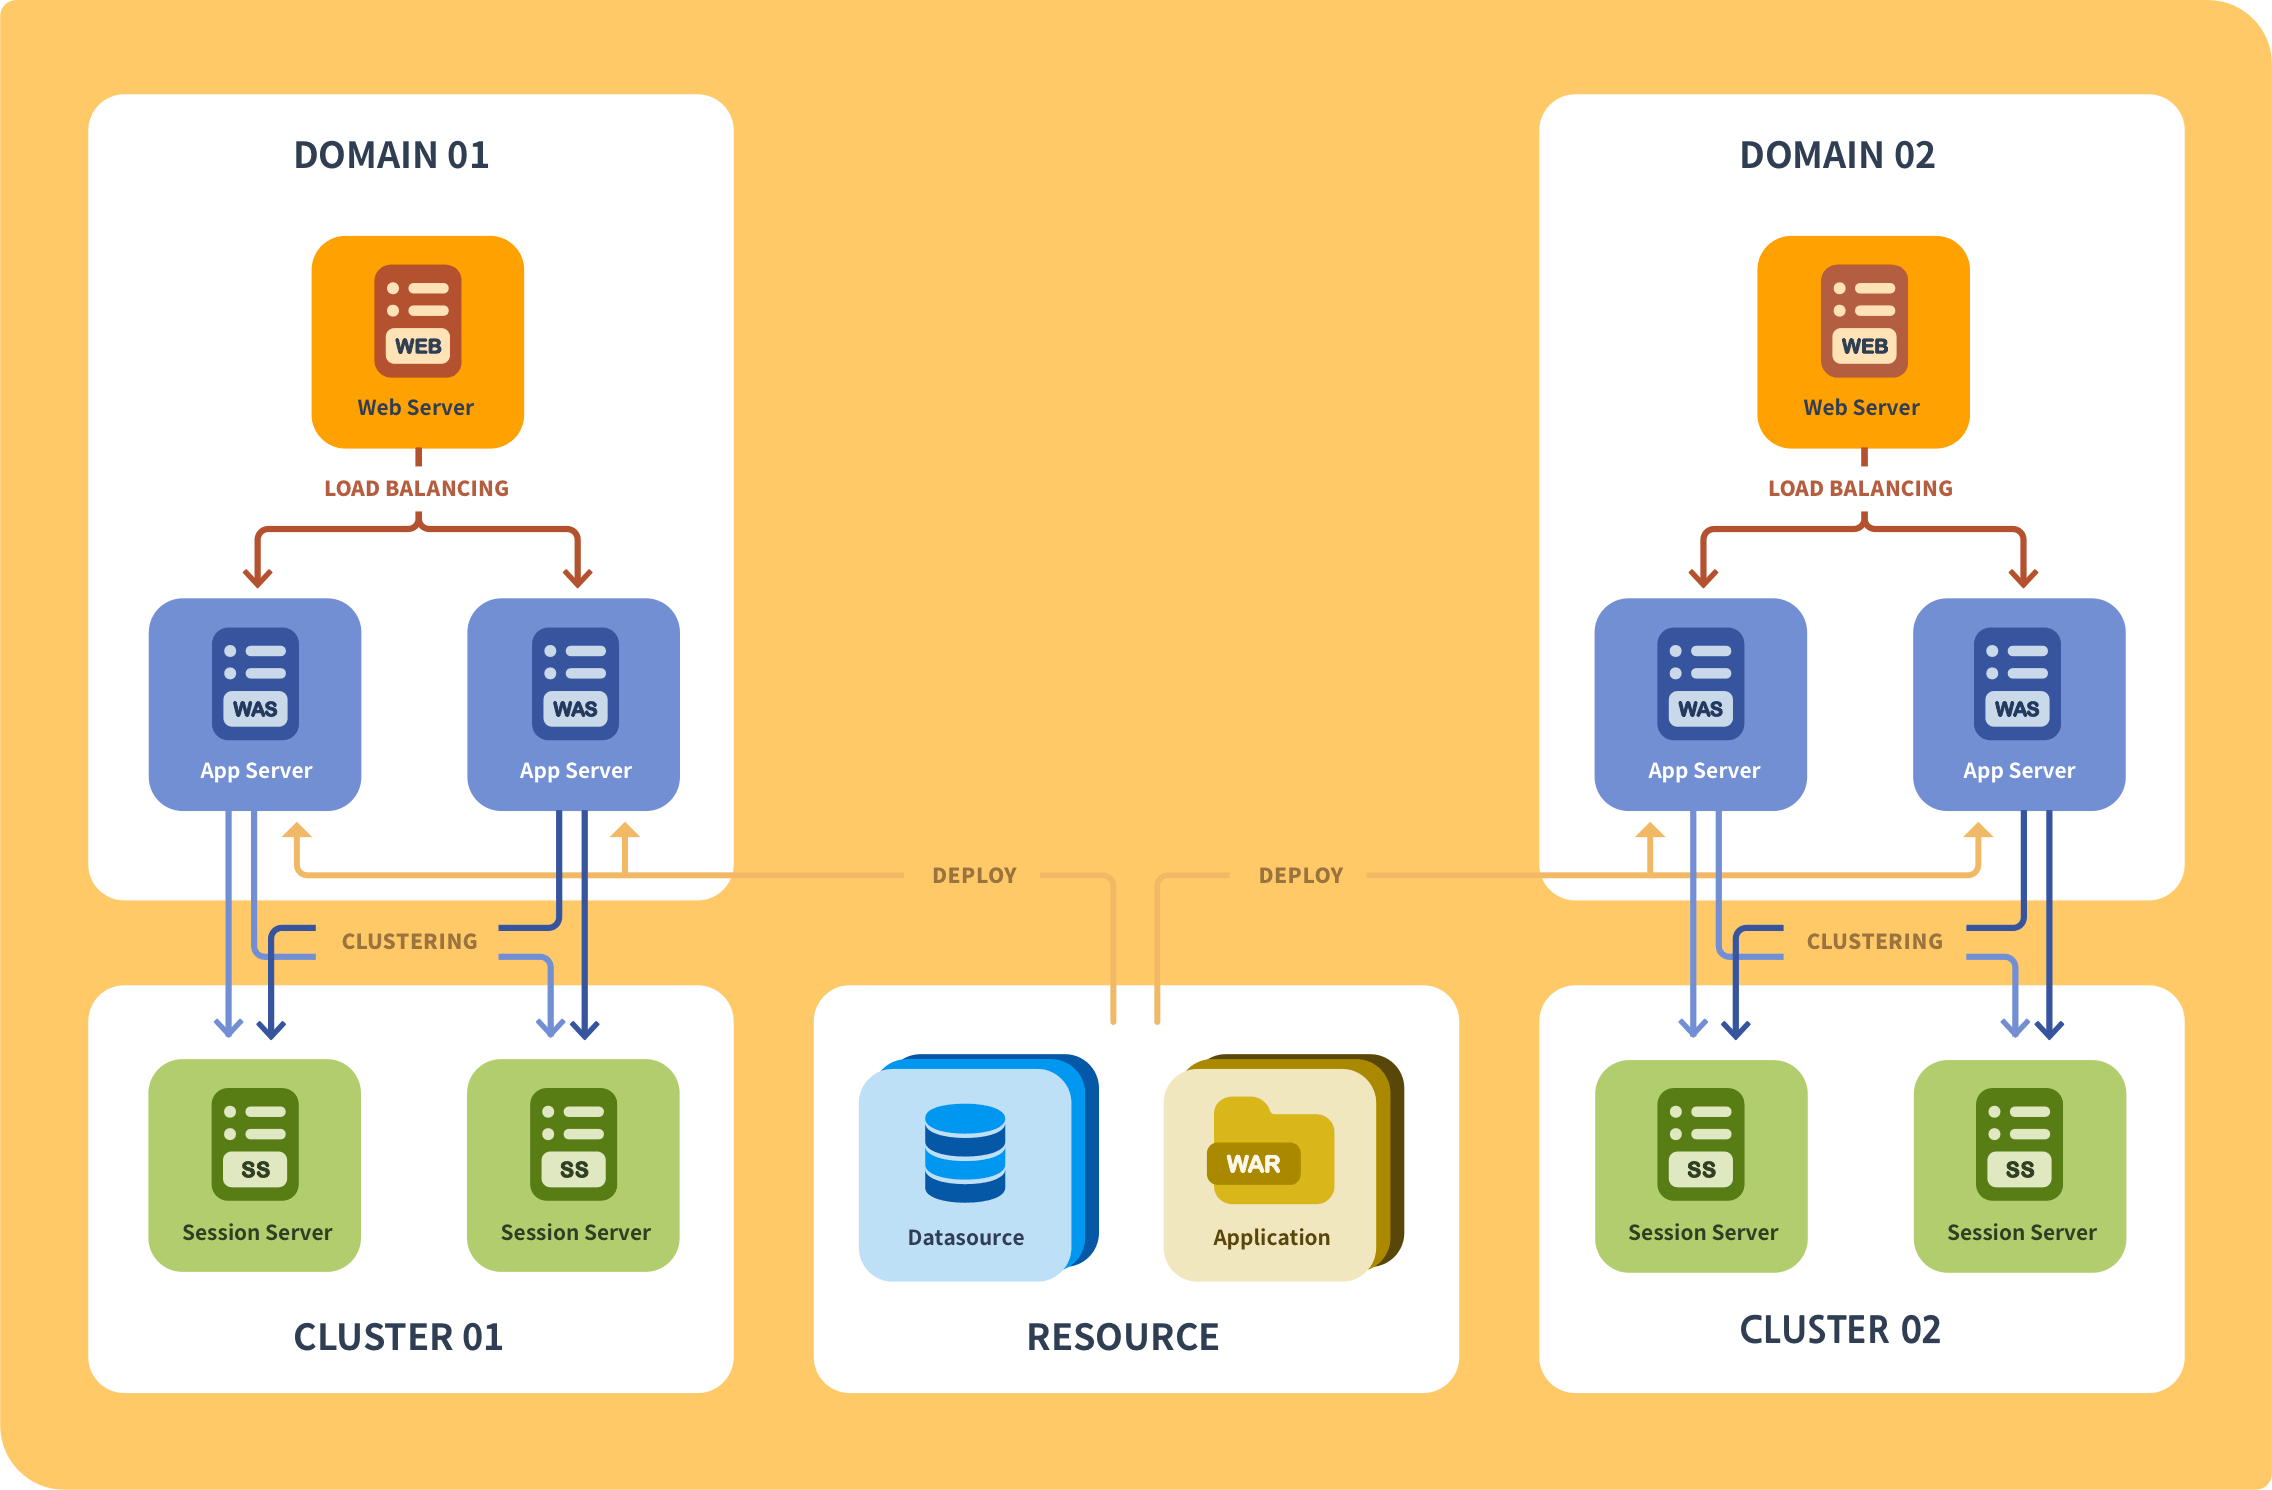 DOMAIN 01
WEB
Web Server
LOAD BALANCING
WAS
App Server
WAS
App Server
DOMAIN 02
WEB
Web Server
LOAD BALANCING
WAS
App Server
WAS
App Server
DEPLOY
DEPLOY
CLUSTERING
CLUSTERING
SS
Session Server
SS
Session Server
CLUSTER 01
Datasource
WAR
Application
RESOURCE
SS
Session Server
SS
Session Server
CLUSTER 02